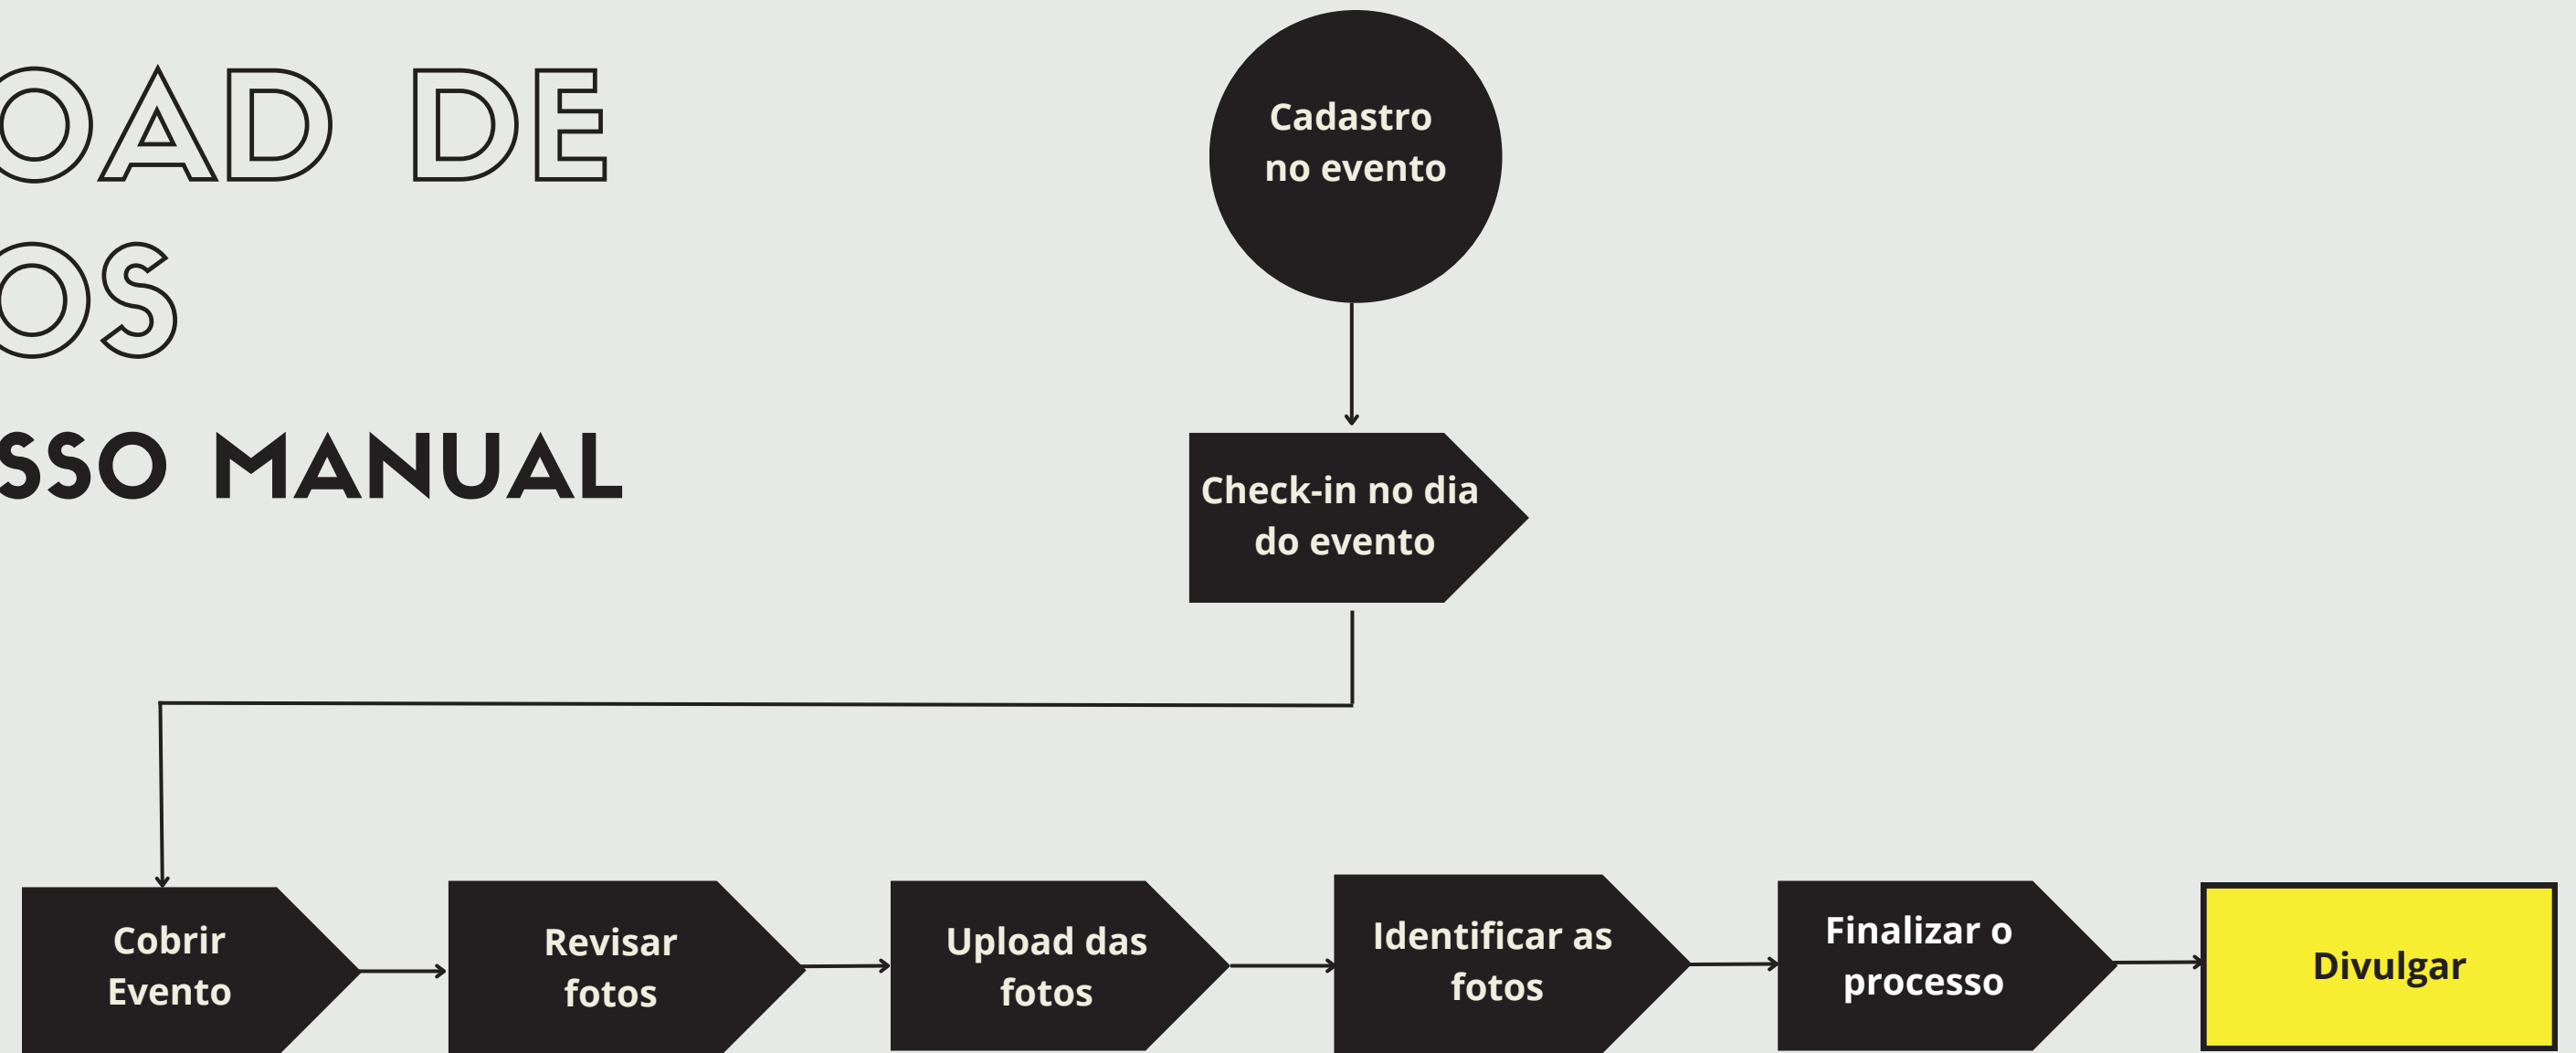 OAD DE
OS
SSO MANUAL
Cadastro
no evento
Check-in no dia
do evento
Cobrir
Evento
Revisar
fotos
Upload das
fotos
Identificar as
fotos
Finalizar o
processo
Divulgar